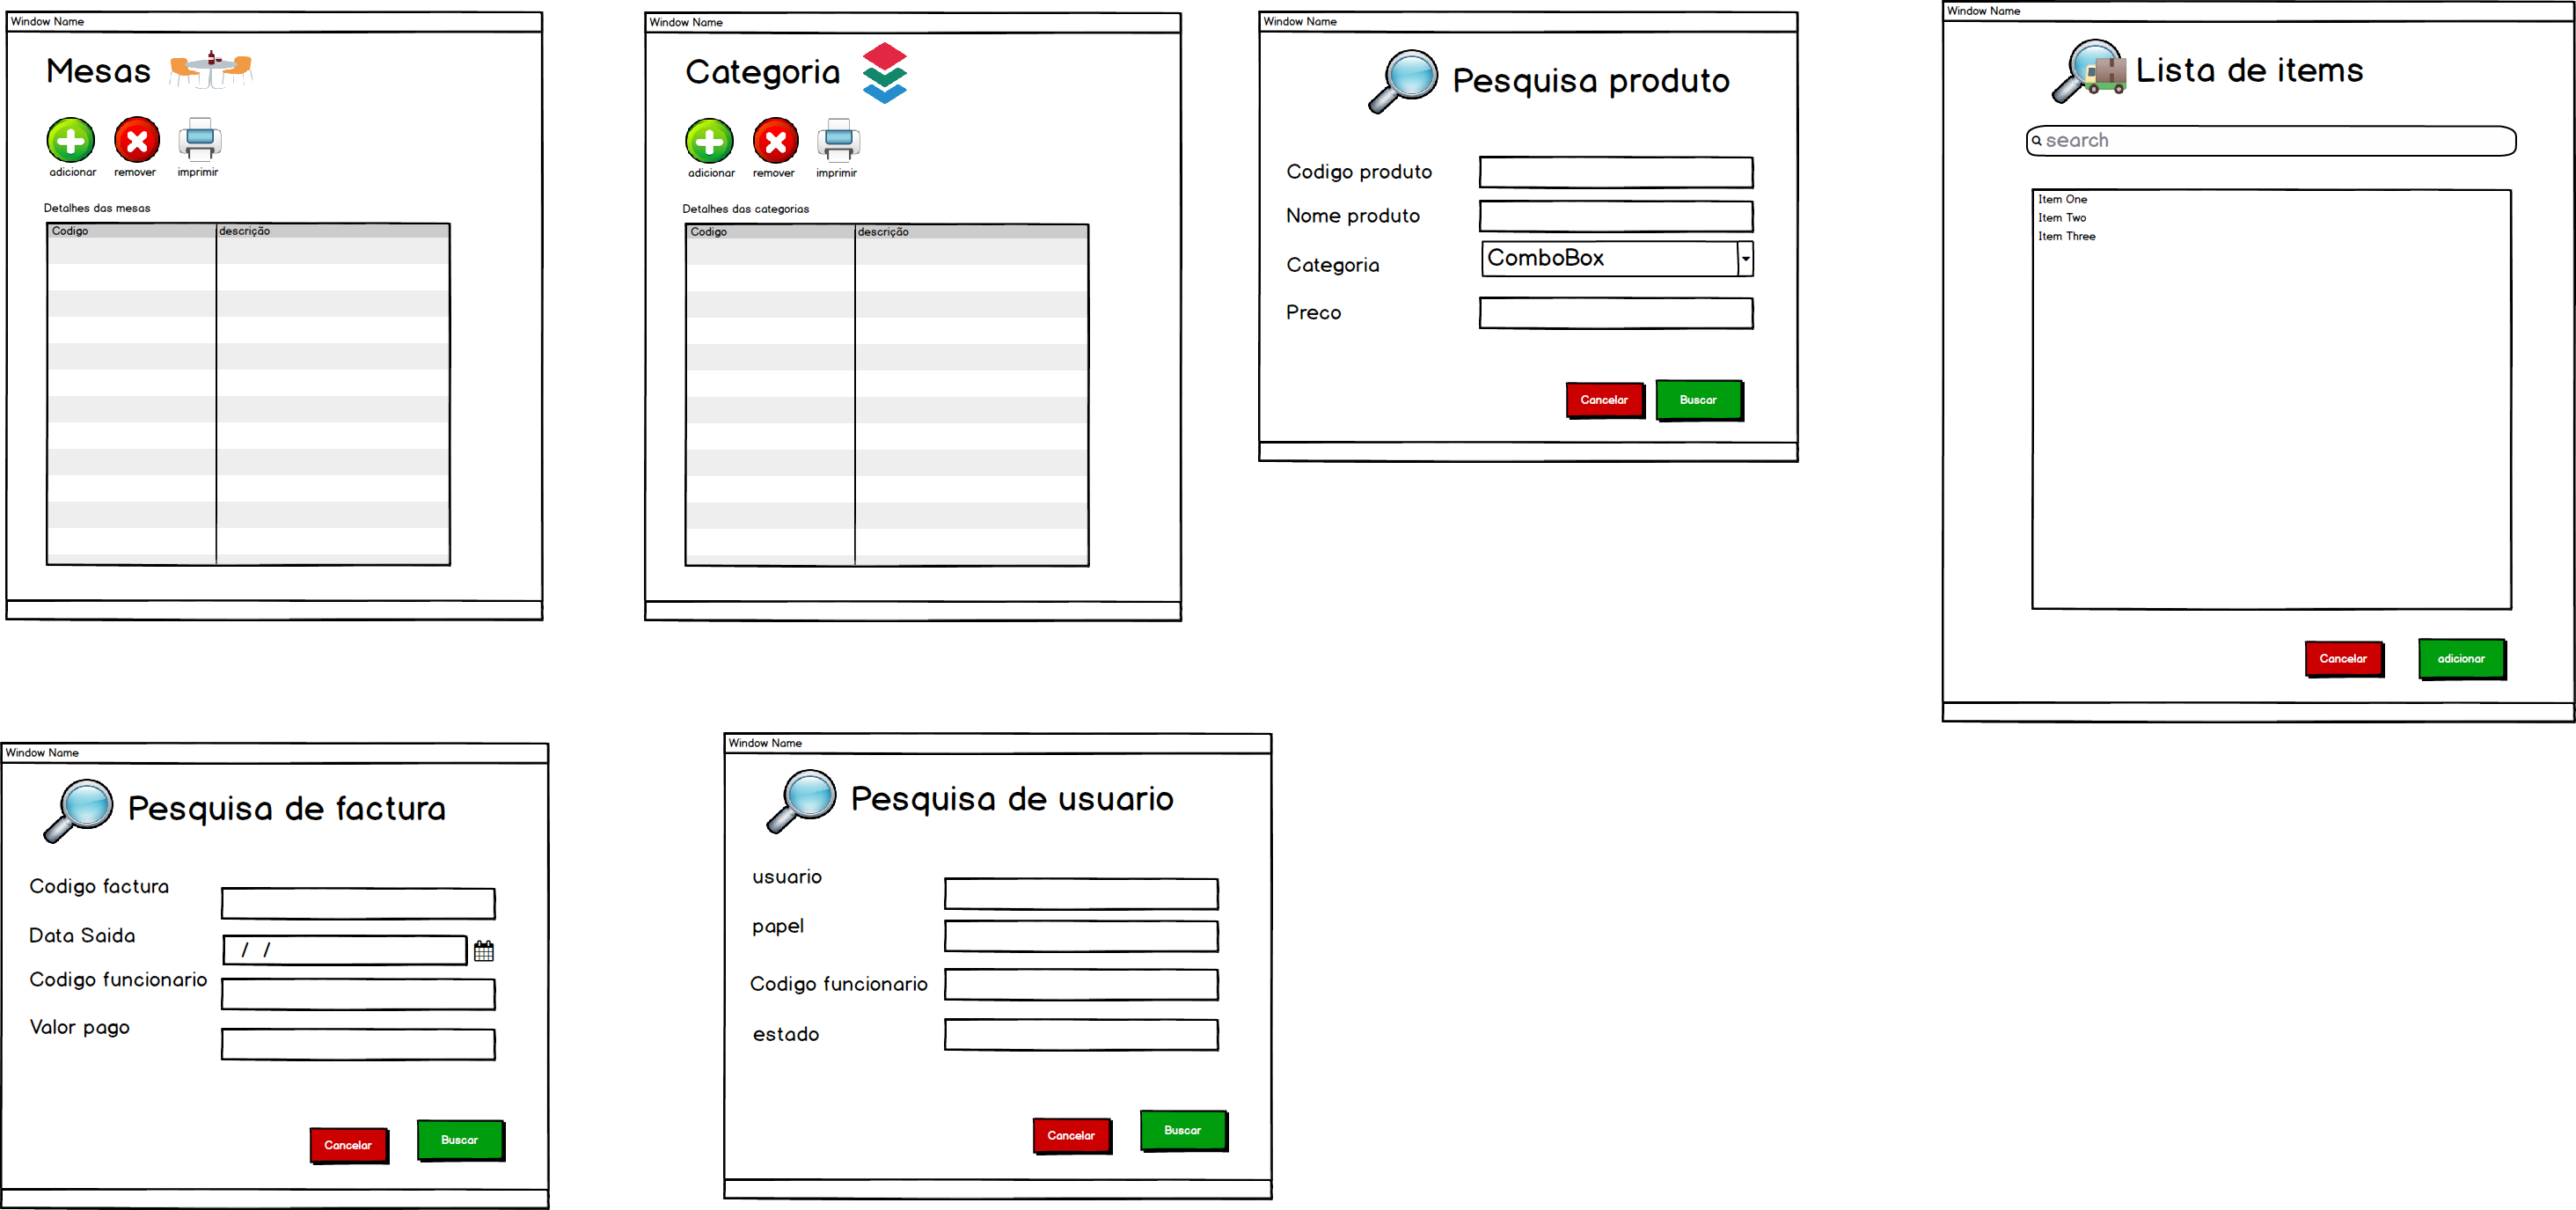 Window Name
Mesas
adicionar remover imprimir
Detalhes das mesas
Codigo descrição
Window Name
Categoria
adicionar remover imprimir
Detalhes das categorias
Codigo descrição
Window Name
Pesquisa produto
Codigo produto
Nome produto
Categoria ComboBox
Preco
Cancelar Buscar
Window Name
Lista de items
search
Item One
Item Two
Item Three
Cancelar adicionar
Window Name
Pesquisa de factura
Codigo factura
Data Saida / /
Codigo funcionario
Valor pago
Cancelar Buscar
Window Name
Pesquisa de usuario
usuario
papel
Codigo funcionario
estado
Cancelar Buscar